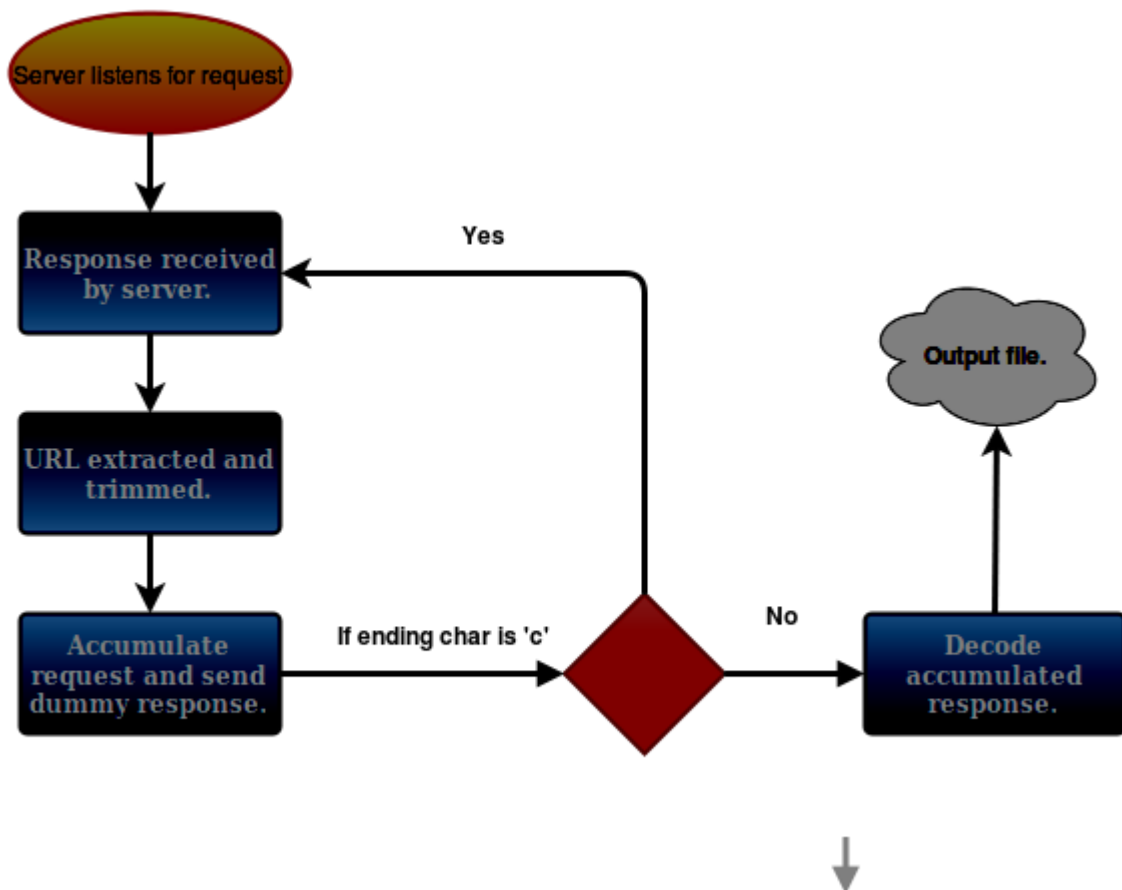 Server listens for request
Response received
by server.
URL extracted and
trimmed.
Accumulate
request and send
dummy response.
If ending char is 'c'
Yes
No
Decode
accumulated
response.
Output file.